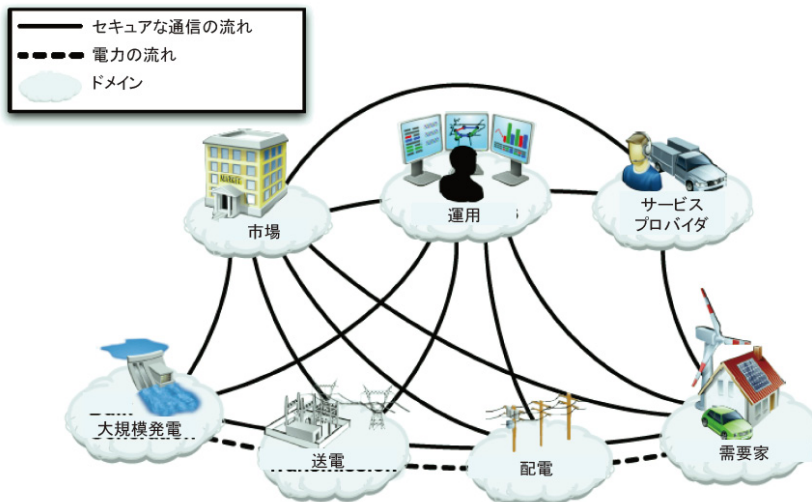 セキュアな通信の流れ
電力の流れ
ドメイン
MARKET
市場
運用
サービス
プロバイダ
大規模発電
送電
配電
需要家